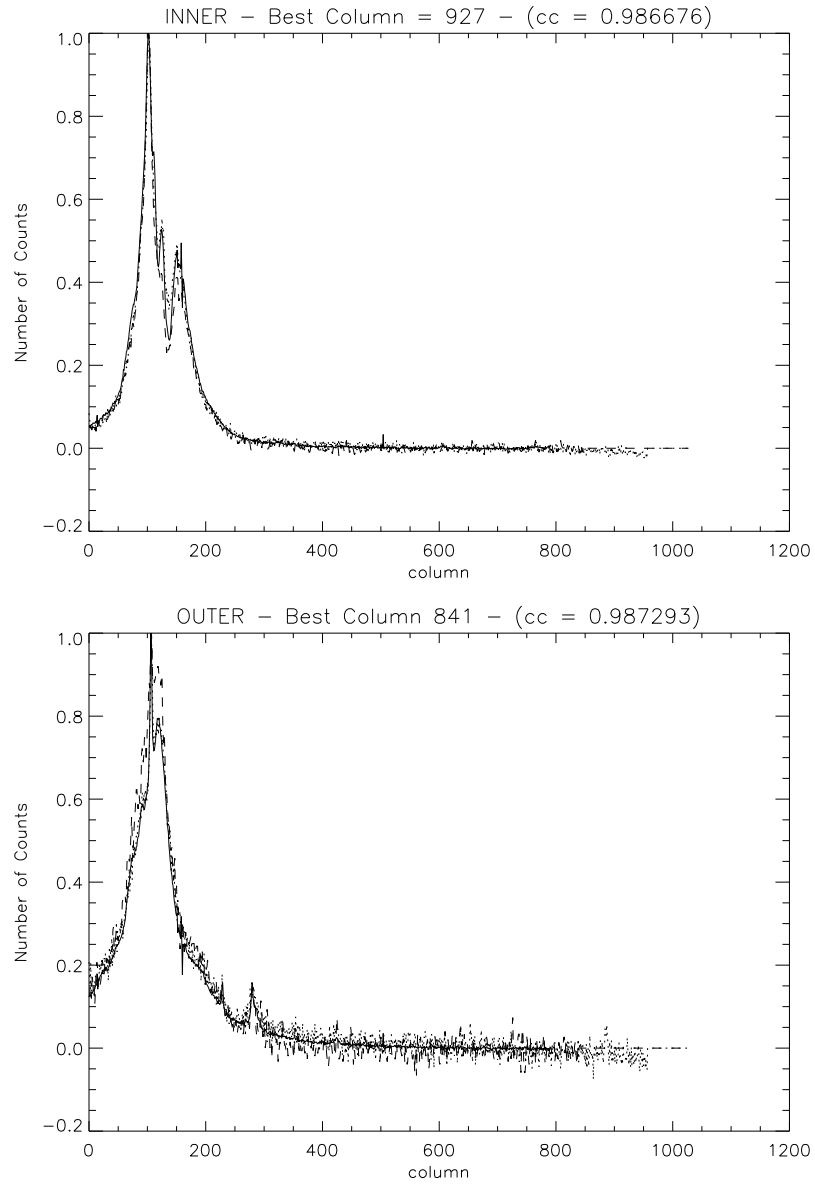 INNER − Best Column = 927 − (cc = 0.986676)
1.0
0.8
0.6
0.4
0.2
0.0
−0.2
Number of Counts
0 200 400 600 800 1000 1200
column
OUTER − Best Column 841 − (cc = 0.987293)
1.0
0.8
0.6
0.4
0.2
0.0
−0.2
Number of Counts
0 200 400 600 800 1000 1200
column